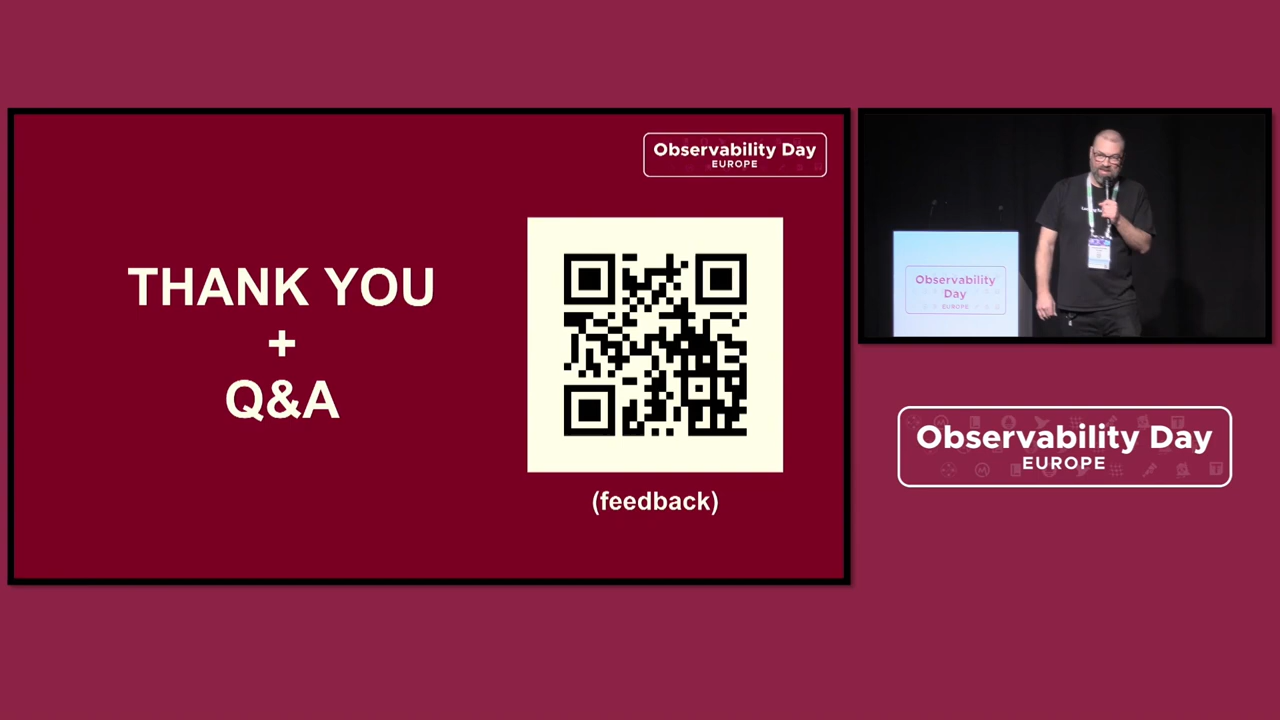 Observability Day
EUROPE
THANK YOU
+
Q&A
(feedback)
Observability
Day
EUROPE
Observability Day
EUROPE